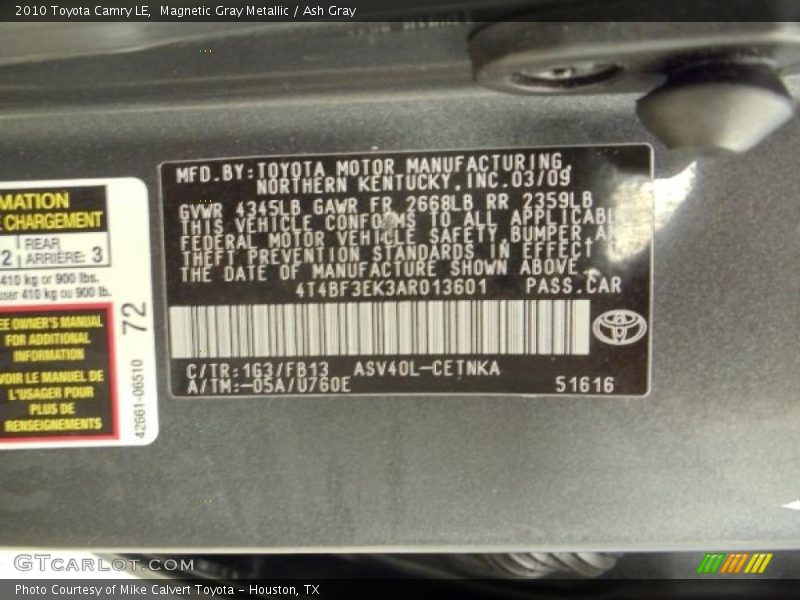 2010 Toyota Camry LE, Magnetic Gray Metallic / Ash Gray
MFD.BY:TOYOTA MOTOR MANUFACTURING,
NORTHERN KENTUCKY,INC.03/09
GVWR 4345LB GAWR FR 2668LB RR 2359LB
THIS VEHICLE CONFORMS TO ALL APPLICABL
FEDERAL MOTOR VEHICLE SAFETY, BUMPER, A
THEFT PREVENTION STANDARDS IN EFFECT
THE DATE OF MANUFACTURE SHOWN ABOVE.
4T4BF3EK3AR013601 PASS.CAR
C/TR:1G3/FB13 ASV40L-CETNKA
A/TM:-05A/U760E 51616
MATION
CHARGEMENT
2 REAR
ARRIÈRE: 3
410 kg or 900 lbs.
ser 410 kg ou 900 lb.
EE OWNER'S MANUAL
FOR ADDITIONAL
INFORMATION
VOIR LE MANUEL DE
L'USAGER POUR
PLUS DE
RENSEIGNEMENTS
72
42661-06510
GTCARLOT.COM
Photo Courtesy of Mike Calvert Toyota - Houston, TX